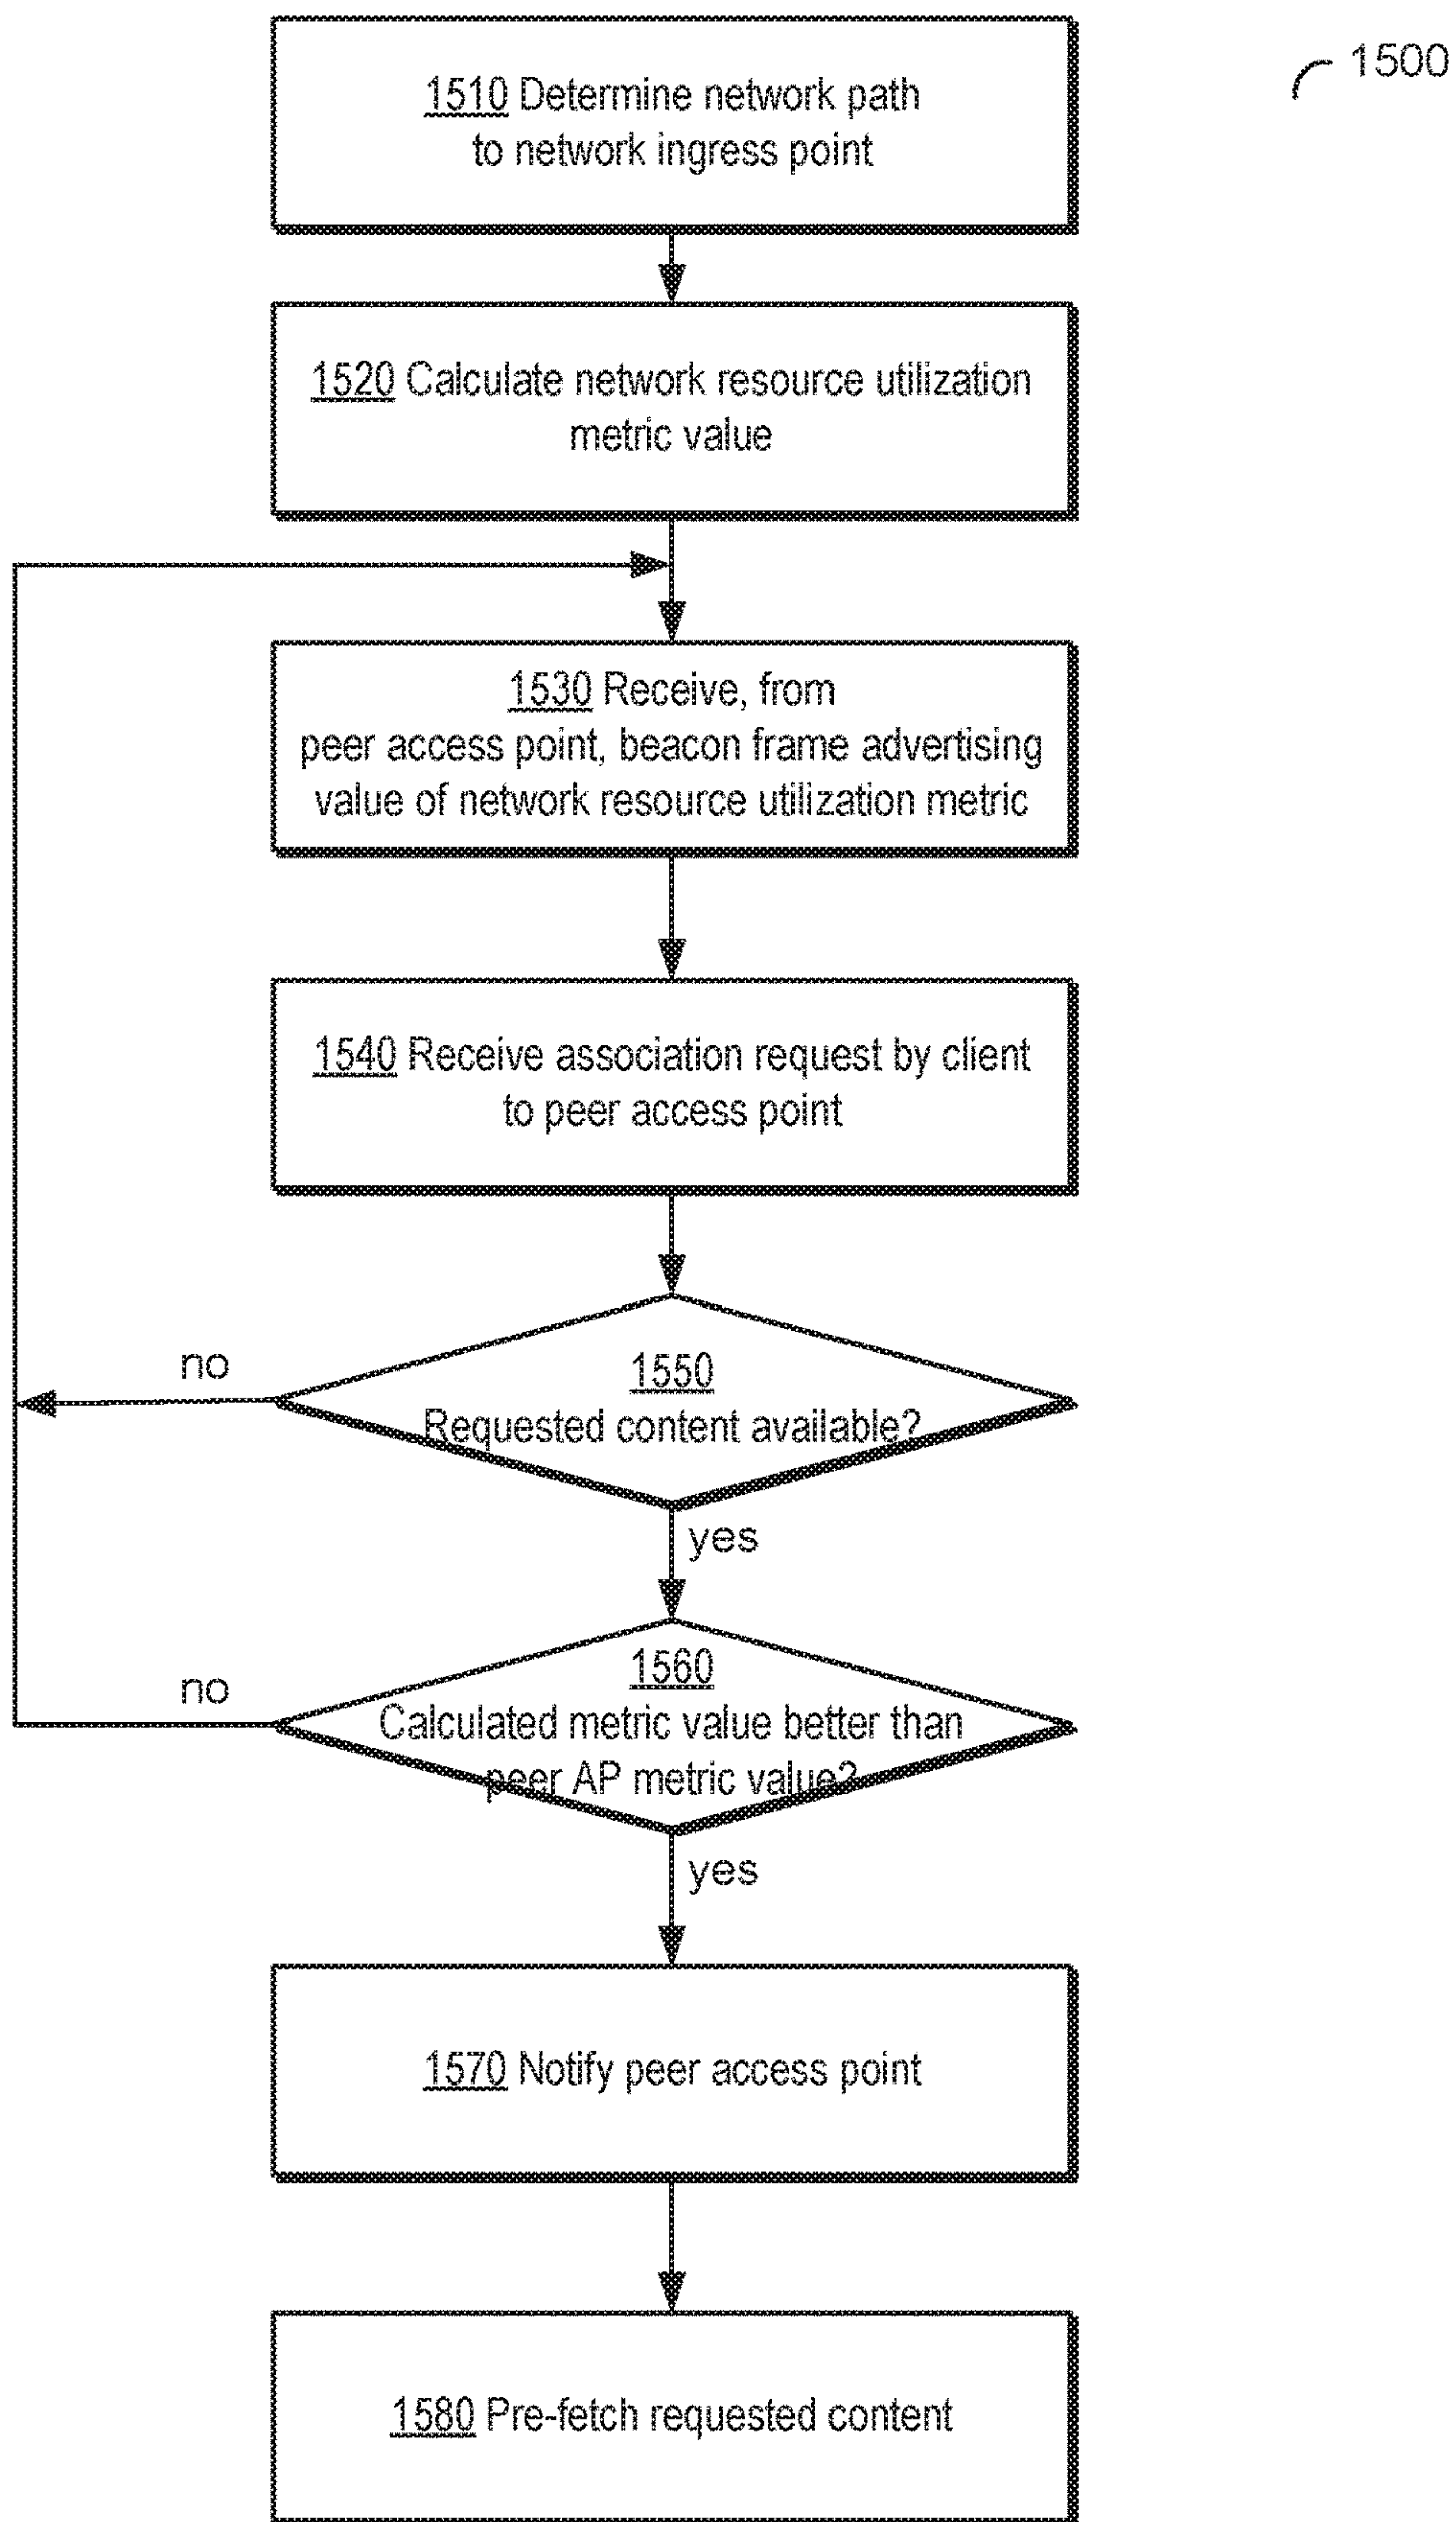 1500
1510 Determine network path
to network ingress point
1520 Calculate network resource utilization
metric value
1530 Receive, from
peer access point, beacon frame advertising
value of network resource utilization metric
1540 Receive association request by client
to peer access point
no
1550
Requested content available?
yes
no
1560
Calculated metric value better than
peer AP metric value?
yes
1570 Notify peer access point
1580 Pre-fetch requested content